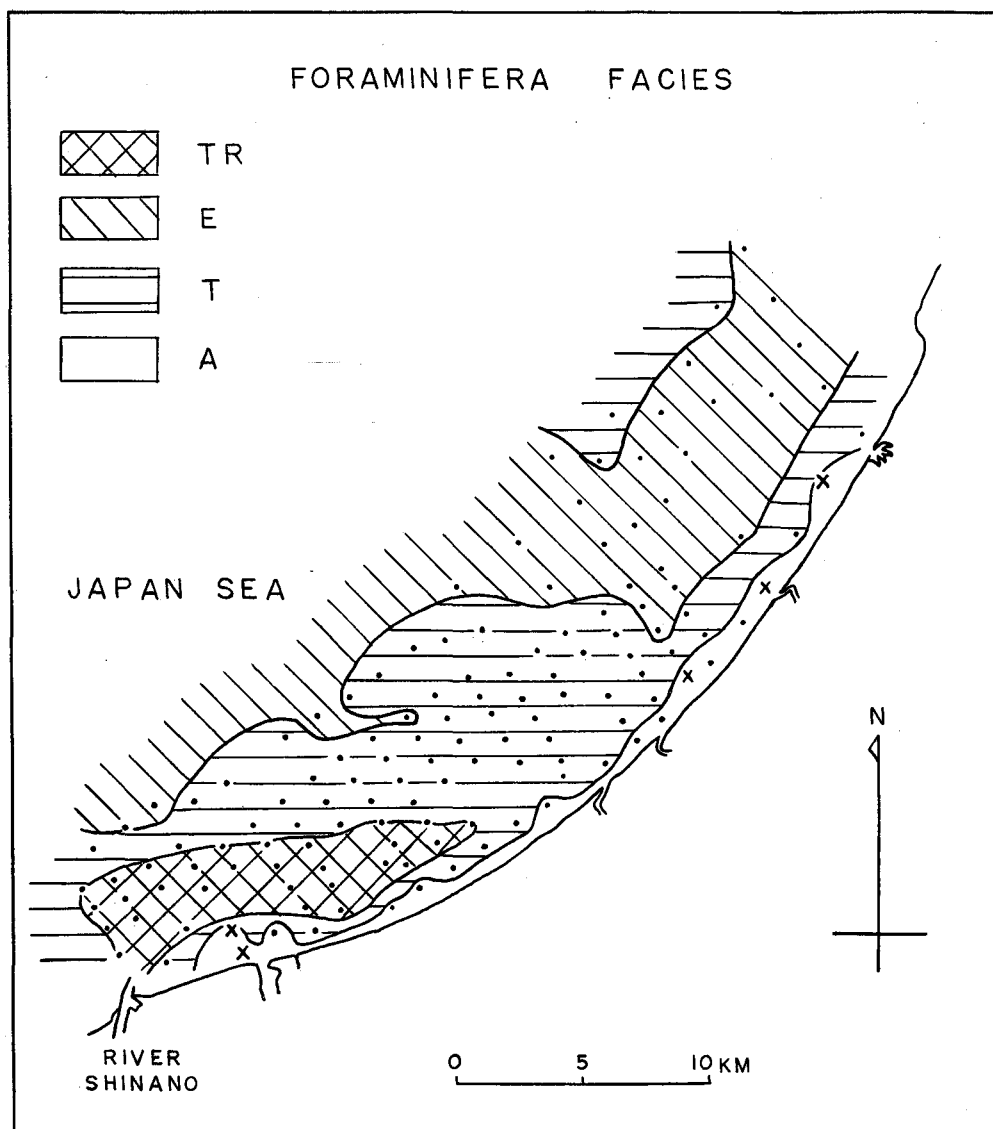 FORAMINIFERA FACIES
TR
E
T
A
JAPAN SEA
N
RIVER
SHINANO
0 5 10 KM